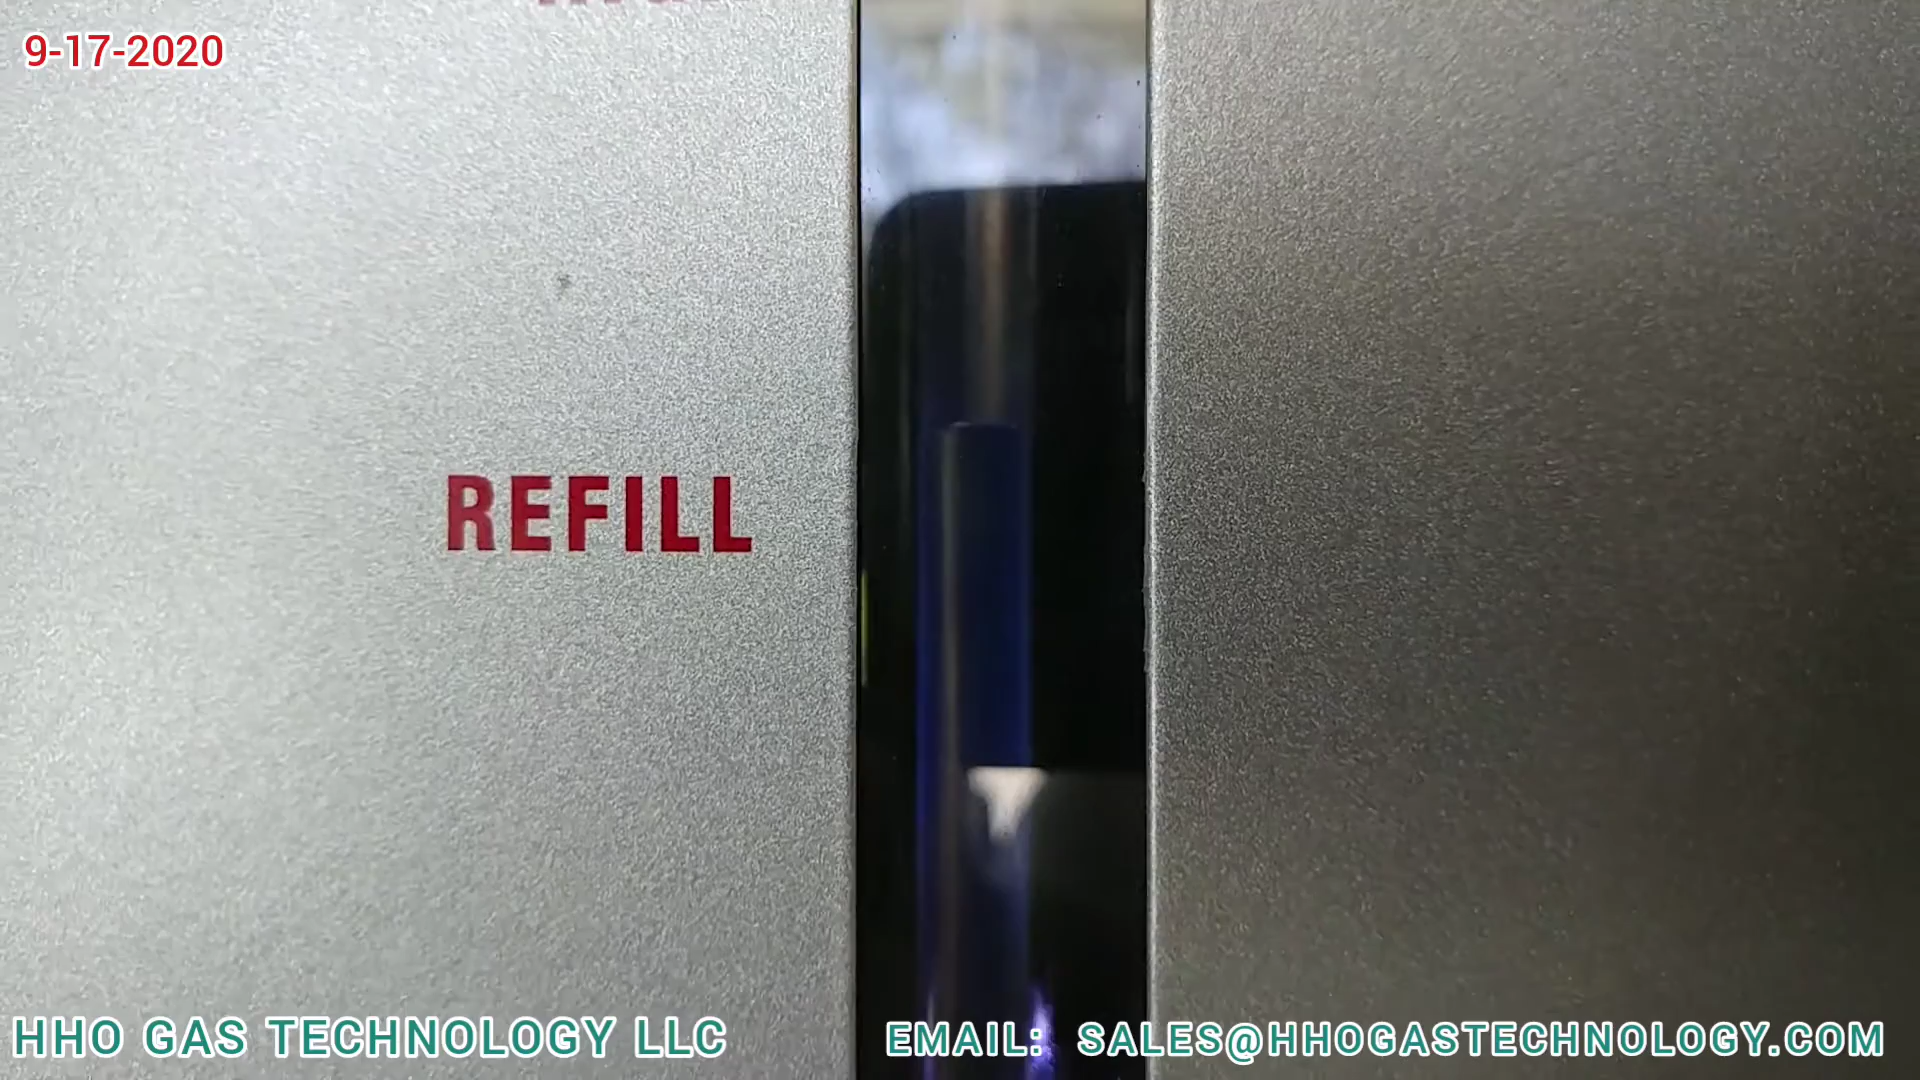 9-17-2020
REFILL
HHO GAS TECHNOLOGY LLC
EMAIL: SALES@HHOGASTECHNOLOGY.COM